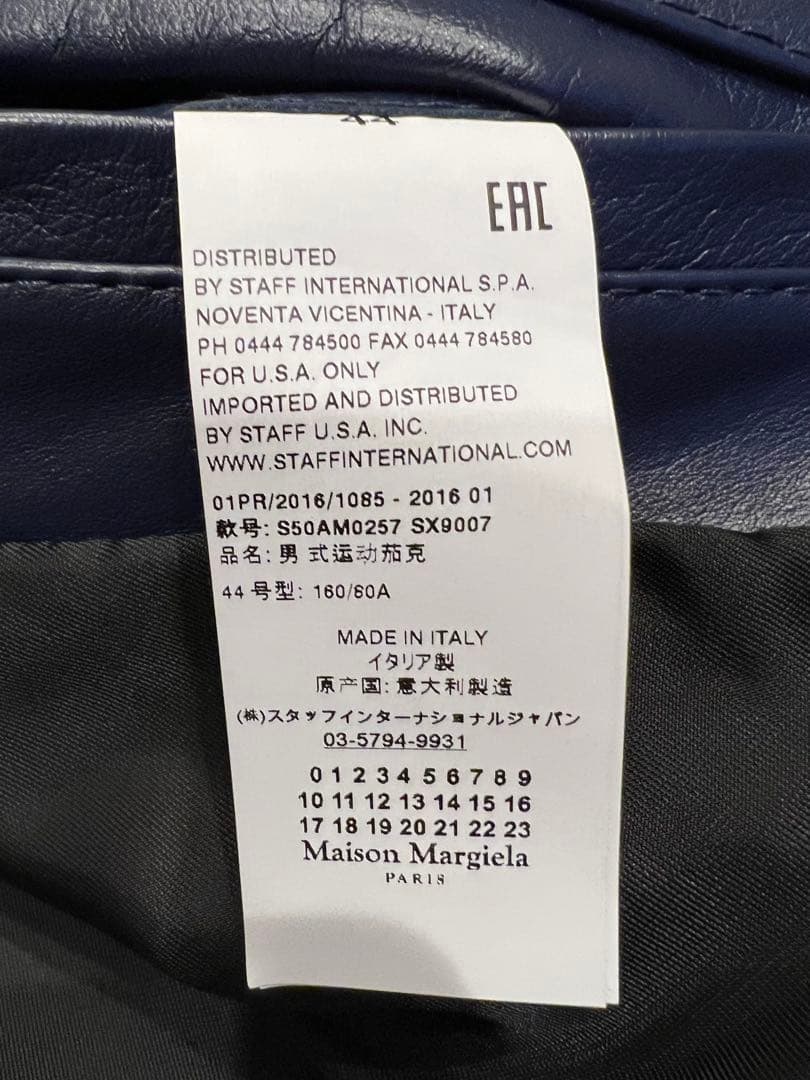 44
EAC
DISTRIBUTED
BY STAFF INTERNATIONAL S.P.A.
NOVENTA VICENTINA - ITALY
PH 0444 784500 FAX 0444 784580
FOR U.S.A. ONLY
IMPORTED AND DISTRIBUTED
BY STAFF U.S.A. INC.
WWW.STAFFINTERNATIONAL.COM
01PR/2016/1085 - 2016 01
款号: S50AM0257 SX9007
品名: 男 式运动茄克
44 号型: 160/80A
MADE IN ITALY
イタリア製
原产国: 意大利製造
(株)スタッフインターナショナルジャパン
03-5794-9931
0 1 2 3 4 5 6 7 8 9
10 11 12 13 14 15 16
17 18 19 20 21 22 23
Maison Margiela
PARIS